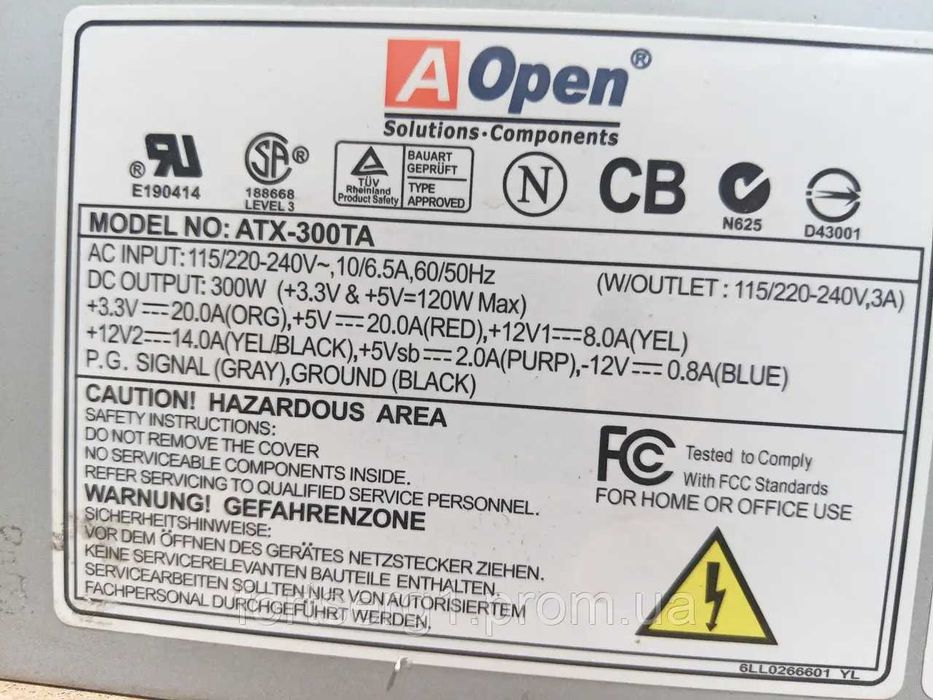 AOpen®
Solutions·Components
® RU
E190414
SA ®
188668
LEVEL 3
TÜV
Rheinland
Product Safety
BAUART
GEPRÜFT
TYPE
APPROVED
N
CB
N625
D43001
MODEL NO: ATX-300TA
AC INPUT: 115/220-240V~,10/6.5A,60/50Hz (W/OUTLET : 115/220-240V,3A)
DC OUTPUT: 300W (+3.3V & +5V=120W Max)
+3.3V⎓20.0A(ORG),+5V⎓20.0A(RED),+12V1⎓8.0A(YEL)
+12V2⎓14.0A(YEL/BLACK),+5Vsb⎓2.0A(PURP),-12V⎓0.8A(BLUE)
P.G. SIGNAL (GRAY),GROUND (BLACK)
CAUTION! HAZARDOUS AREA
SAFETY INSTRUCTIONS:
DO NOT REMOVE THE COVER
NO SERVICEABLE COMPONENTS INSIDE.
REFER SERVICING TO QUALIFIED SERVICE PERSONNEL.
WARNUNG! GEFAHRENZONE
SICHERHEITSHINWEISE:
VOR DEM ÖFFNEN DES GERÄTES NETZSTECKER ZIEHEN.
KEINE SERVICERELEVANTEN BAUTEILE ENTHALTEN.
SERVICEARBEITEN SOLLTEN NUR VON AUTORISIERTEM
FACHPERSONAL DURCHGEFÜHRT WERDEN.
FCC
Tested to Comply
With FCC Standards
FOR HOME OR OFFICE USE
6LL0266601 YL